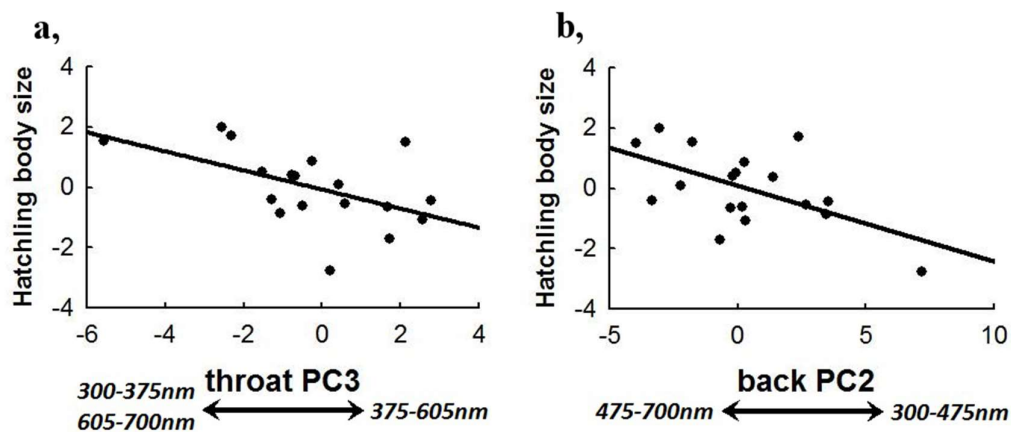 a,
Hatchling body size
4
2
0
-2
-4
-6
-4
-2
0
2
4
throat PC3
300-375nm
605-700nm
375-605nm
b,
Hatchling body size
4
2
0
-2
-4
-5
0
5
10
back PC2
475-700nm
300-475nm